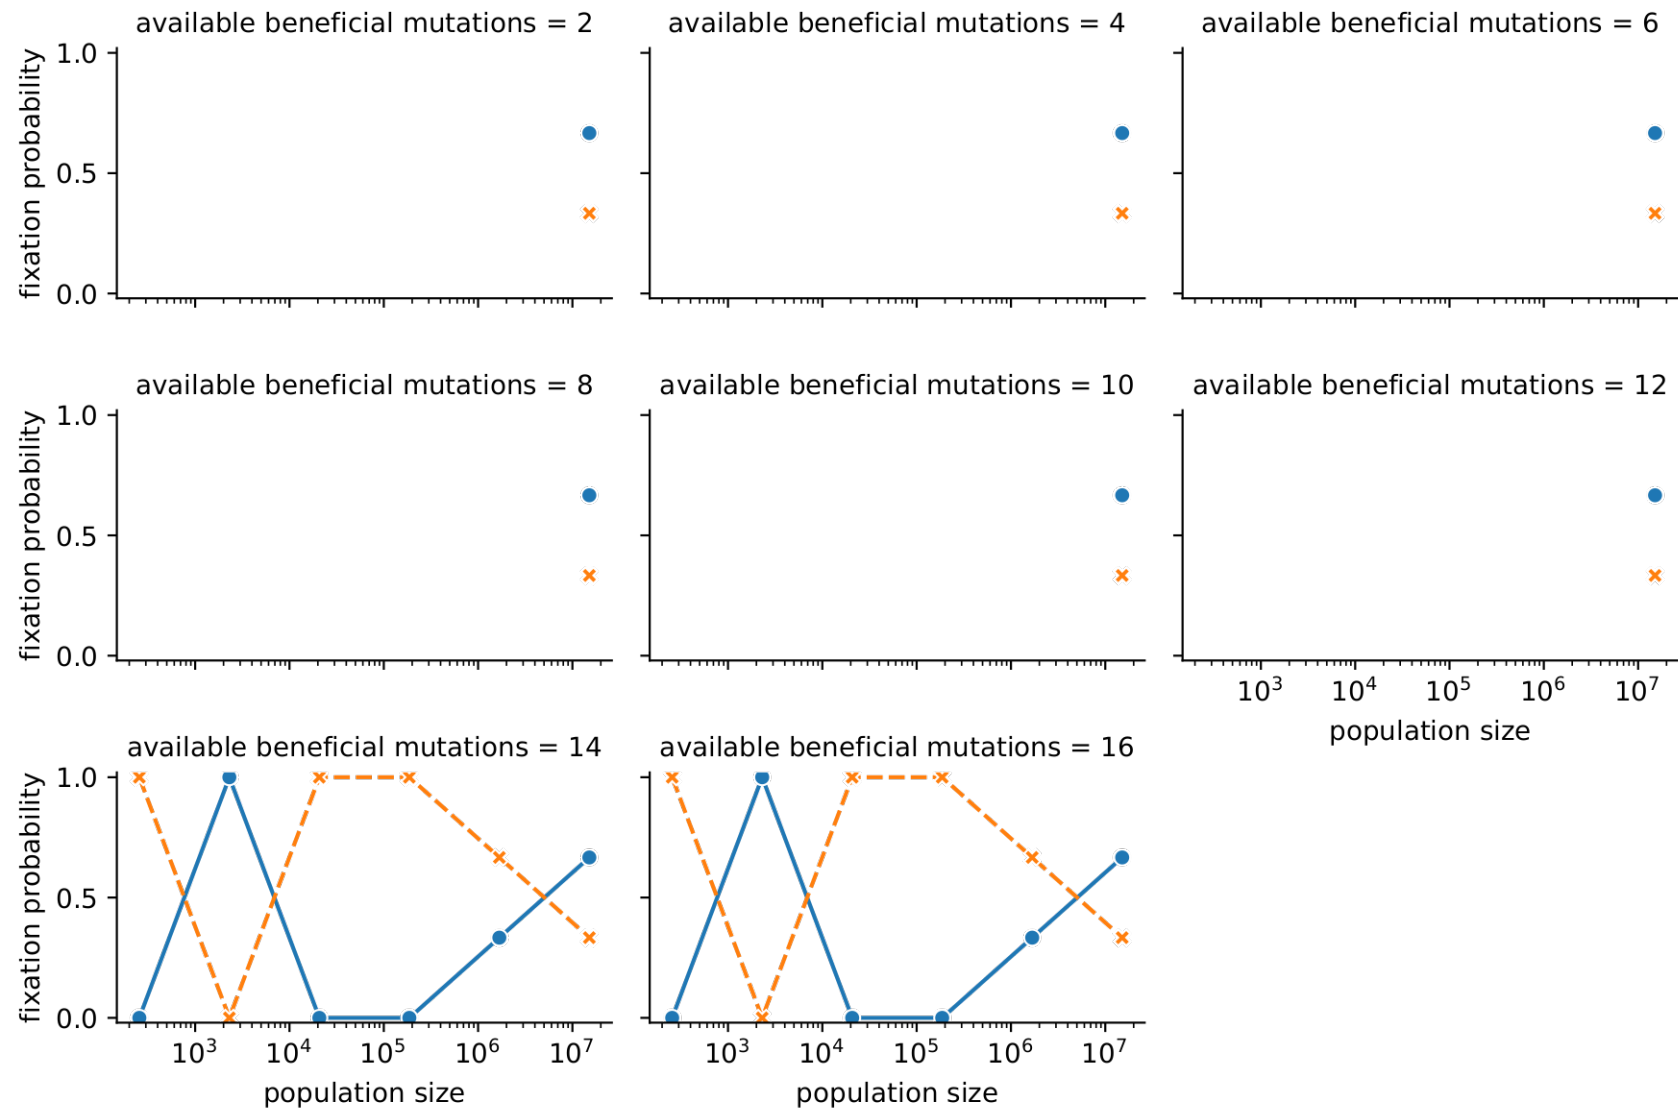 available beneficial mutations = 2
available beneficial mutations = 4
available beneficial mutations = 6
fixation probability
1.0
0.5
0.0
available beneficial mutations = 8
available beneficial mutations = 10
available beneficial mutations = 12
fixation probability
1.0
0.5
0.0
10³ 10⁴ 10⁵ 10⁶ 10⁷
population size
available beneficial mutations = 14
available beneficial mutations = 16
fixation probability
1.0
0.5
0.0
10³ 10⁴ 10⁵ 10⁶ 10⁷
10³ 10⁴ 10⁵ 10⁶ 10⁷
population size
population size